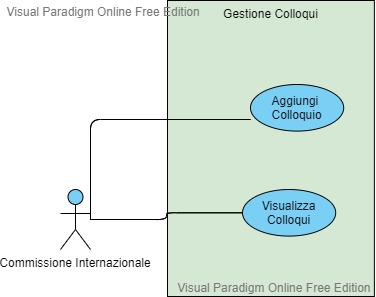 Visual Paradigm Online Free Edition
Gestione Colloqui
Aggiungi
Colloquio
Visualizza
Colloqui
Commissione Internazionale
Visual Paradigm Online Free Edition